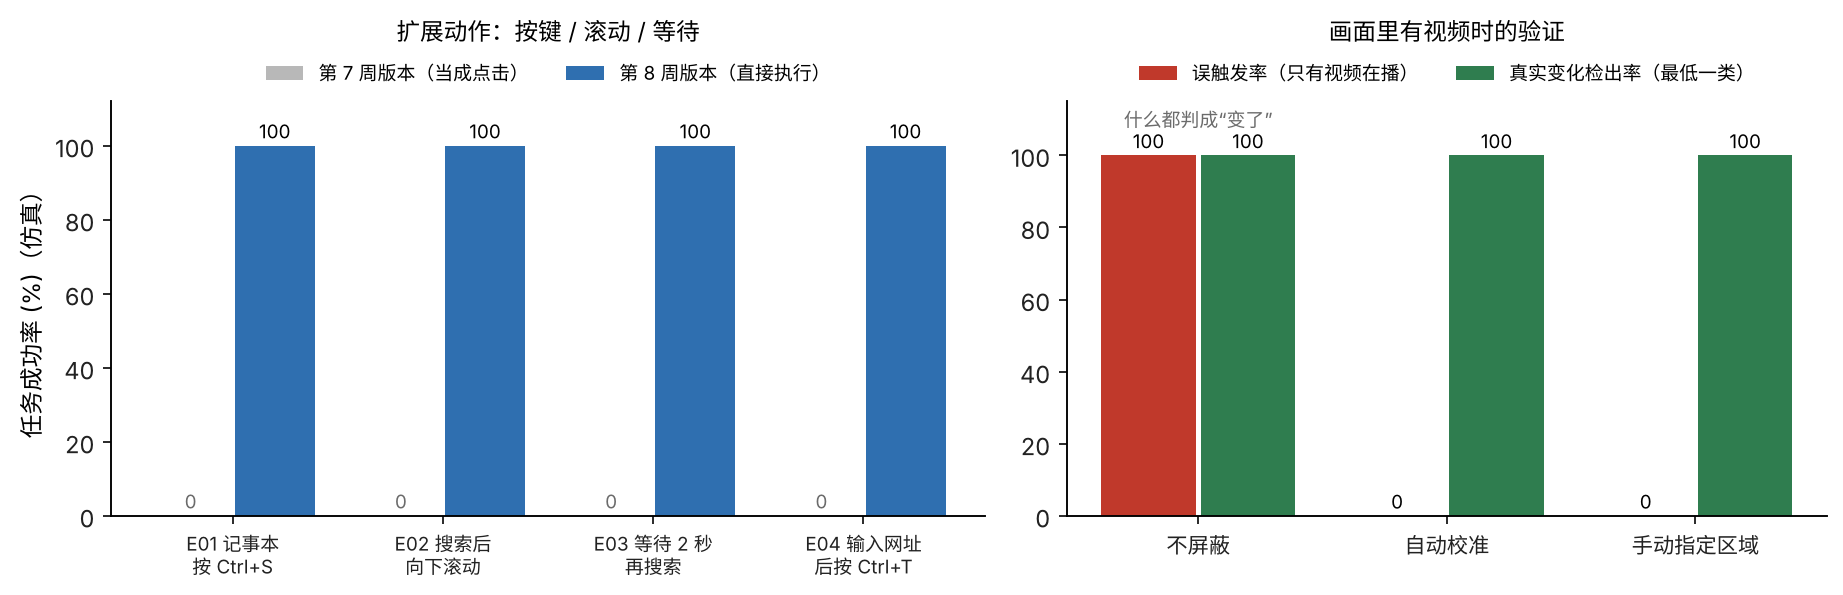 扩展动作：按键 / 滚动 / 等待
第 7 周版本（当成点击）
第 8 周版本（直接执行）
任务成功率 (%)（仿真）
100
80
60
40
20
0
0
100
0
100
0
100
0
100
E01 记事本
按 Ctrl+S
E02 搜索后
向下滚动
E03 等待 2 秒
再搜索
E04 输入网址
后按 Ctrl+T
画面里有视频时的验证
误触发率（只有视频在播）
真实变化检出率（最低一类）
什么都判成“变了”
100
80
60
40
20
0
100
100
0
100
0
100
不屏蔽
自动校准
手动指定区域